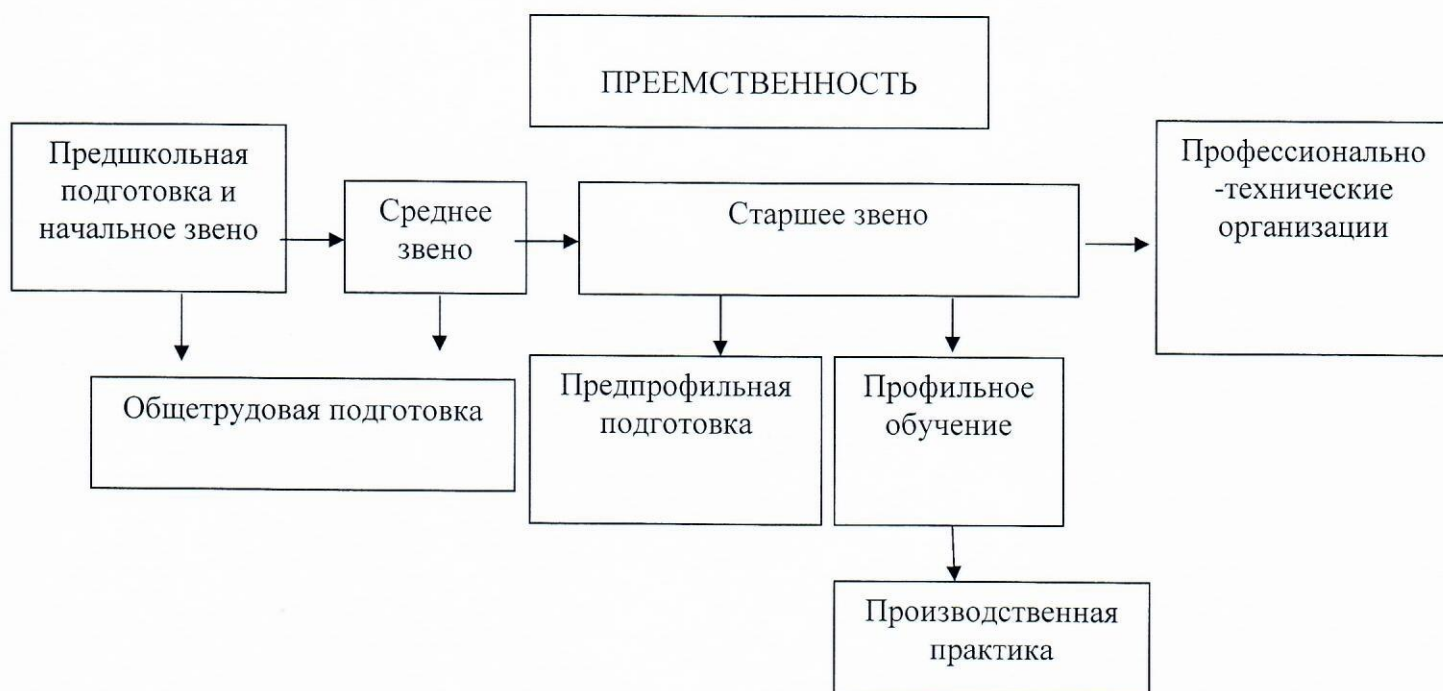 ПРЕЕМСТВЕННОСТЬ
Предшкольная
подготовка и
начальное звено
Среднее
звено
Старшее звено
Профессионально
-технические
организации
Общетрудовая подготовка
Предпрофильная
подготовка
Профильное
обучение
Производственная
практика